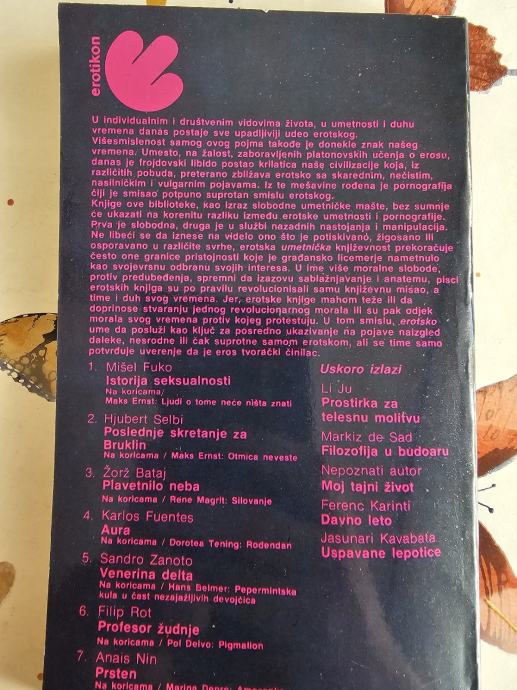 erotikon
U individualnim i društvenim vidovima života, u umetnosti i duhu
vremena danas postaje sve upadljiviji udeo erotskog.
Višesmislenost samog ovog pojma takođe je donekle znak našeg
vremena. Umesto, na žalost, zaboravljenih platonovskih učenja o erosu,
danas je frojdovski libido postao krilatica naše civilizacije koja, iz
različitih pobuda, preterano zbližava erotsko sa skarednim, nečistim,
nasilničkim i vulgarnim pojavama. Iz te mešavine rođena je pornografija
čiji je smisao potpuno suprotan smislu erotskog.
Knjige ove biblioteke, kao izraz slobodne umetničke mašte, bez sumnje
će ukazati na korenitu razliku između erotske umetnosti i pornografije.
Prva je slobodna, druga je u službi nazadnih nastojanja i manipulacija.
Ne libeći se da iznese na videlo ono što je potiskivano, žigosano ili
osporavano u različite svrhe, erotska umetnička književnost prekoračuje
često one granice pristojnosti koje je građansko licemerje nametnulo
kao svojevrsnu odbranu svojih interesa. U ime više moralne slobode,
protiv predubeđenja, spremni da izazovu sablažnjavanje i anatemu, pisci
erotskih knjiga su po pravilu revolucionisali samu književnu misao, a
time i duh svog vremena. Jer, erotske knjige mahom teže ili da
doprinose stvaranju jednog revolucionarnog morala ili su pak odjek
morala svog vremena protiv kojeg protestuju. U tom smislu, erotsko
ume da posluži kao ključ za posredno ukazivanje na pojave naizgled
daleke, nesrodne ili čak suprotne samom erotskom, ali se time samo
potvrđuje uverenje da je eros tvorački činilac.
1. Mišel Fuko
Istorija seksualnosti
Na koricama/
Maks Ernst: Ljudi o tome neće ništa znati
2. Hjubert Selbi
Poslednje skretanje za
Bruklin
Na koricama / Maks Ernst: Otmica neveste
3. Žorž Bataj
Plavetnilo neba
Na koricama / Rene Magrit: Silovanje
4. Karlos Fuentes
Aura
Na koricama / Dorotea Tening: Rođendan
5. Sandro Zanoto
Venerina delta
Na koricama / Hans Belmer: Pepermintska
kula u čast nezajažljivih devojčica
6. Filip Rot
Profesor žudnje
Na koricama / Pol Delvo: Pigmalion
7. Anais Nin
Prsten
Na koricama / Marina
Uskoro izlazi
Li Ju
Prostirka za
telesnu molitvu
Markiz de Sad
Filozofija u budoaru
Nepoznati autor
Moj tajni život
Ferenc Karinti
Davno leto
Jasunari Kavabata
Uspavane lepotice